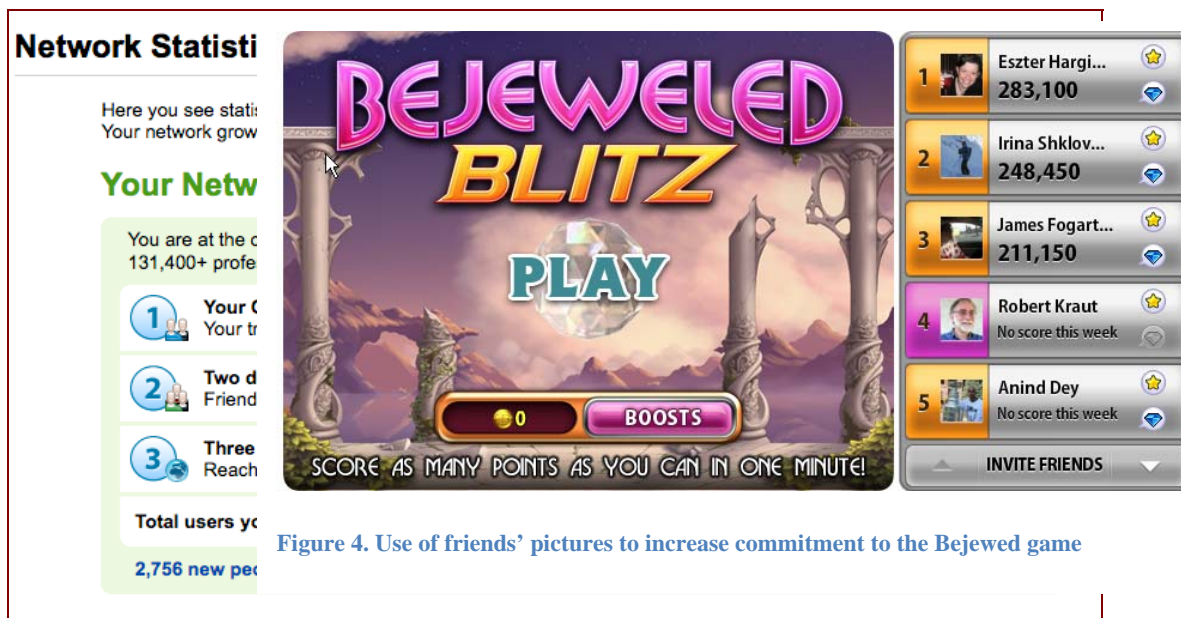 Network Statisti
Here you see statis
Your network grow
Your Netw
You are at the c
131,400+ profe
1
Your C
Your tr
2
Two d
Friend
3
Three
Reach
Total users yo
2,756 new peo
BEJEWELED
BLITZ
PLAY
0
BOOSTS
SCORE AS MANY POINTS AS YOU CAN IN ONE MINUTE!
1
Eszter Hargi...
283,100
2
Irina Shklov...
248,450
3
James Fogart...
211,150
4
Robert Kraut
No score this week
5
Anind Dey
No score this week
INVITE FRIENDS
Figure 4. Use of friends’ pictures to increase commitment to the Bejewed game